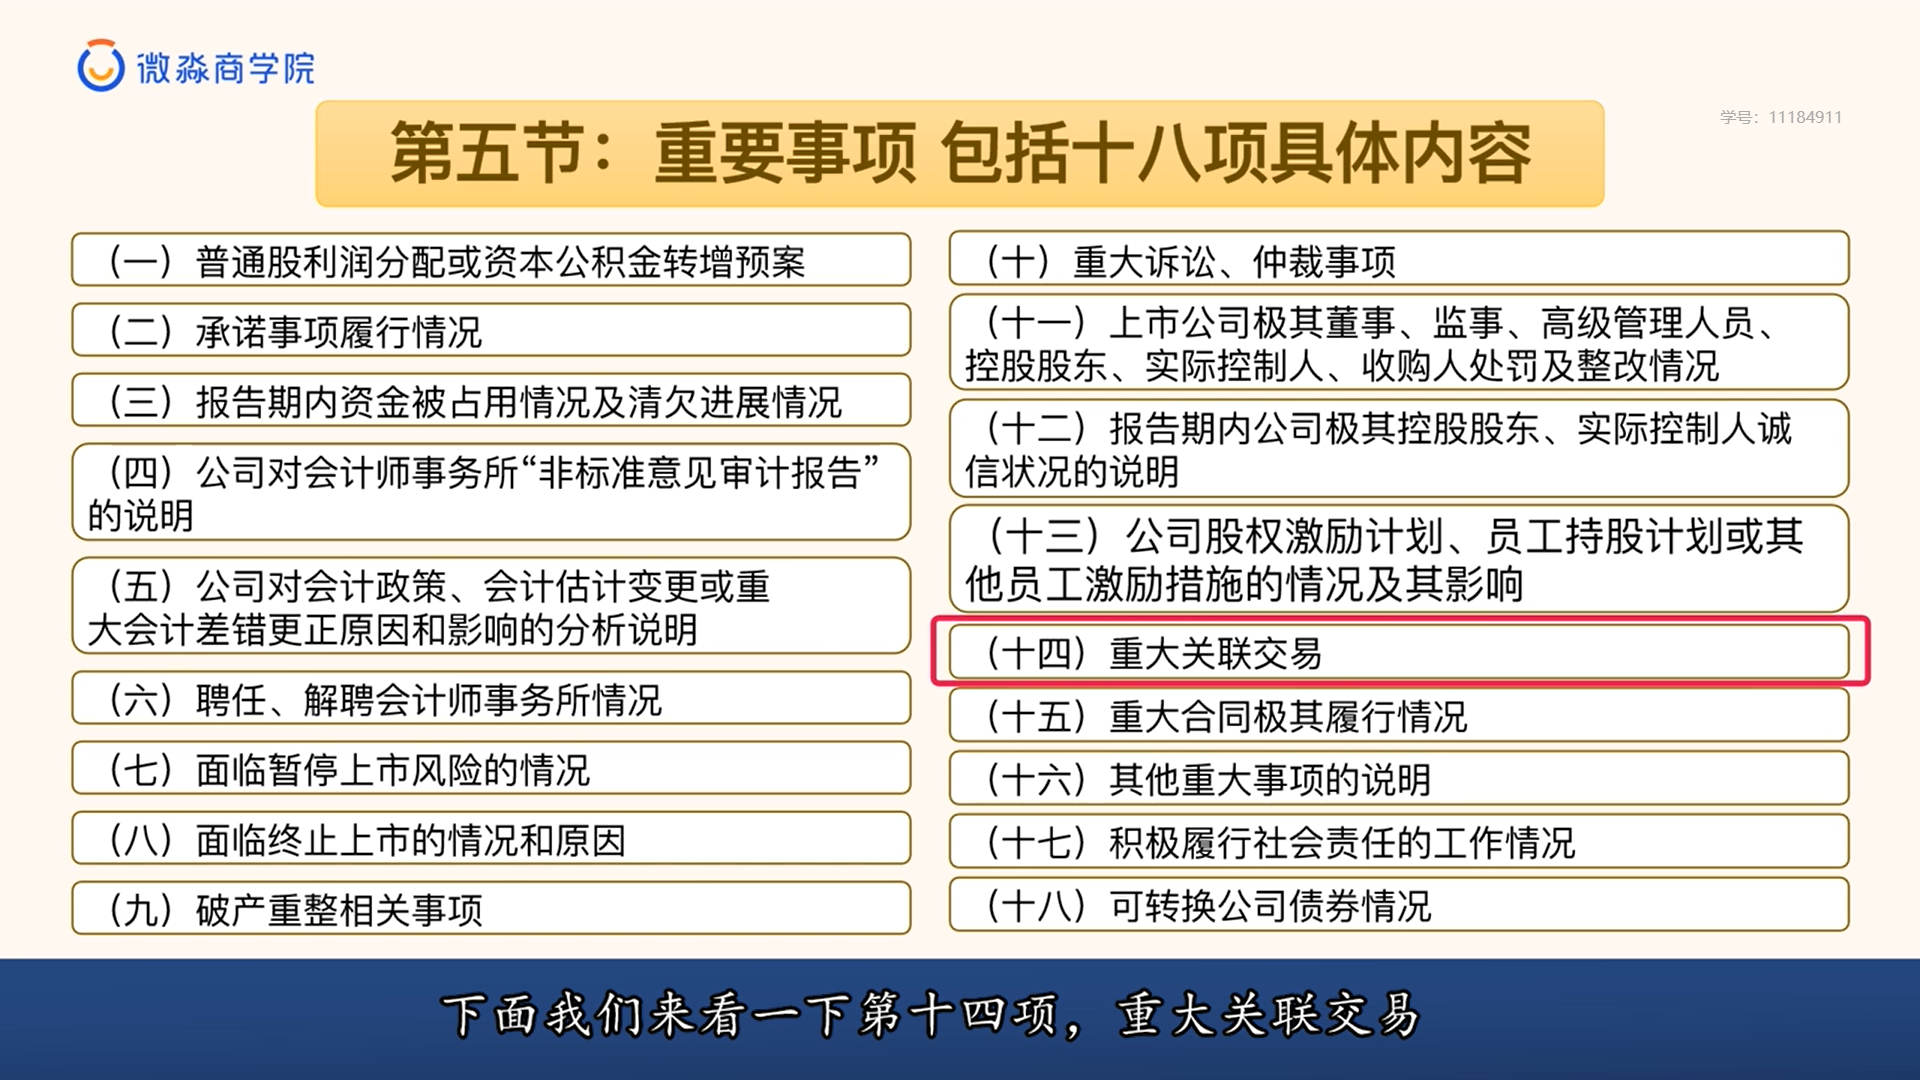 微淼商学院
学号：11184911
第五节：重要事项 包括十八项具体内容
（一）普通股利润分配或资本公积金转增预案
（二）承诺事项履行情况
（三）报告期内资金被占用情况及清欠进展情况
（四）公司对会计师事务所“非标准意见审计报告”
的说明
（五）公司对会计政策、会计估计变更或重
大会计差错更正原因和影响的分析说明
（六）聘任、解聘会计师事务所情况
（七）面临暂停上市风险的情况
（八）面临终止上市的情况和原因
（九）破产重整相关事项
（十）重大诉讼、仲裁事项
（十一）上市公司极其董事、监事、高级管理人员、
控股股东、实际控制人、收购人处罚及整改情况
（十二）报告期内公司极其控股股东、实际控制人诚
信状况的说明
（十三）公司股权激励计划、员工持股计划或其
他员工激励措施的情况及其影响
（十四）重大关联交易
（十五）重大合同极其履行情况
（十六）其他重大事项的说明
（十七）积极履行社会责任的工作情况
（十八）可转换公司债券情况
下面我们来看一下第十四项，重大关联交易